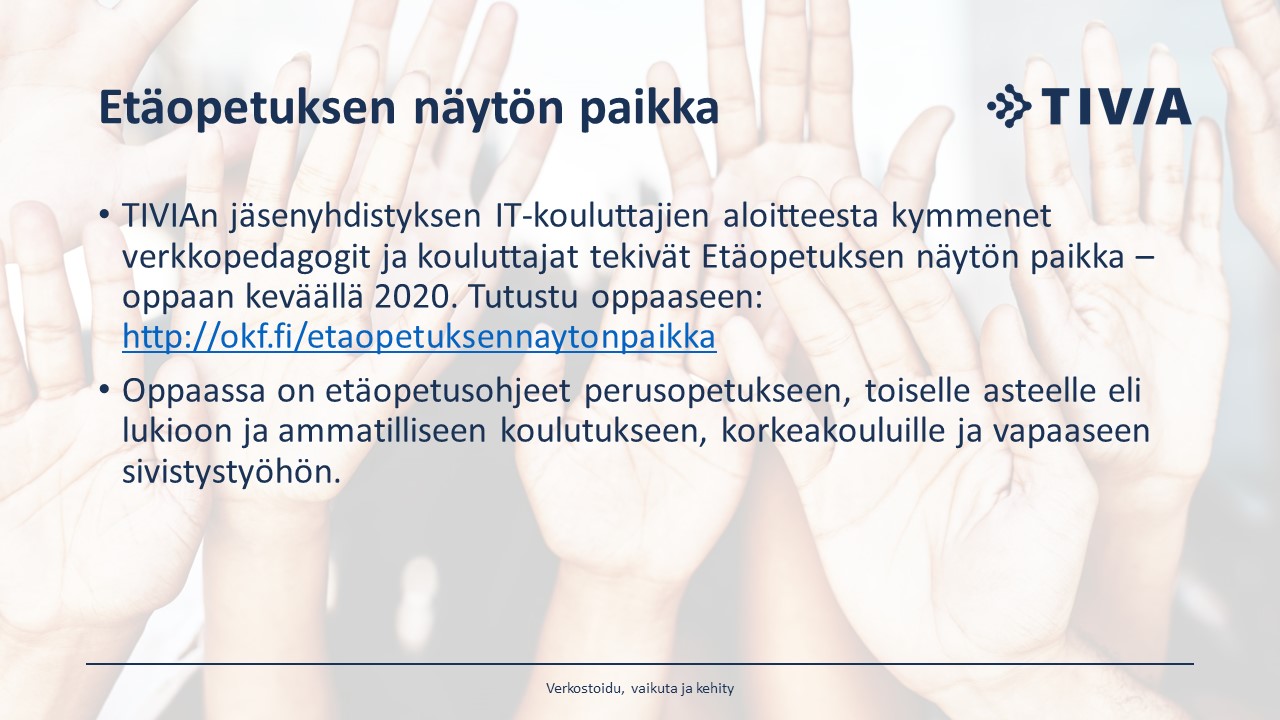 Etäopetuksen näytön paikka
TIVIA
• TIVIAn jäsenyhdistyksen IT-kouluttajien aloitteesta kymmenet
verkkopedagogit ja kouluttajat tekivät Etäopetuksen näytön paikka –
oppaan keväällä 2020. Tutustu oppaaseen:
http://okf.fi/etaopetuksennaytonpaikka
• Oppaassa on etäopetusohjeet perusopetukseen, toiselle asteelle eli
lukioon ja ammatilliseen koulutukseen, korkeakouluille ja vapaaseen
sivistystyöhön.
Verkostoidu, vaikuta ja kehity